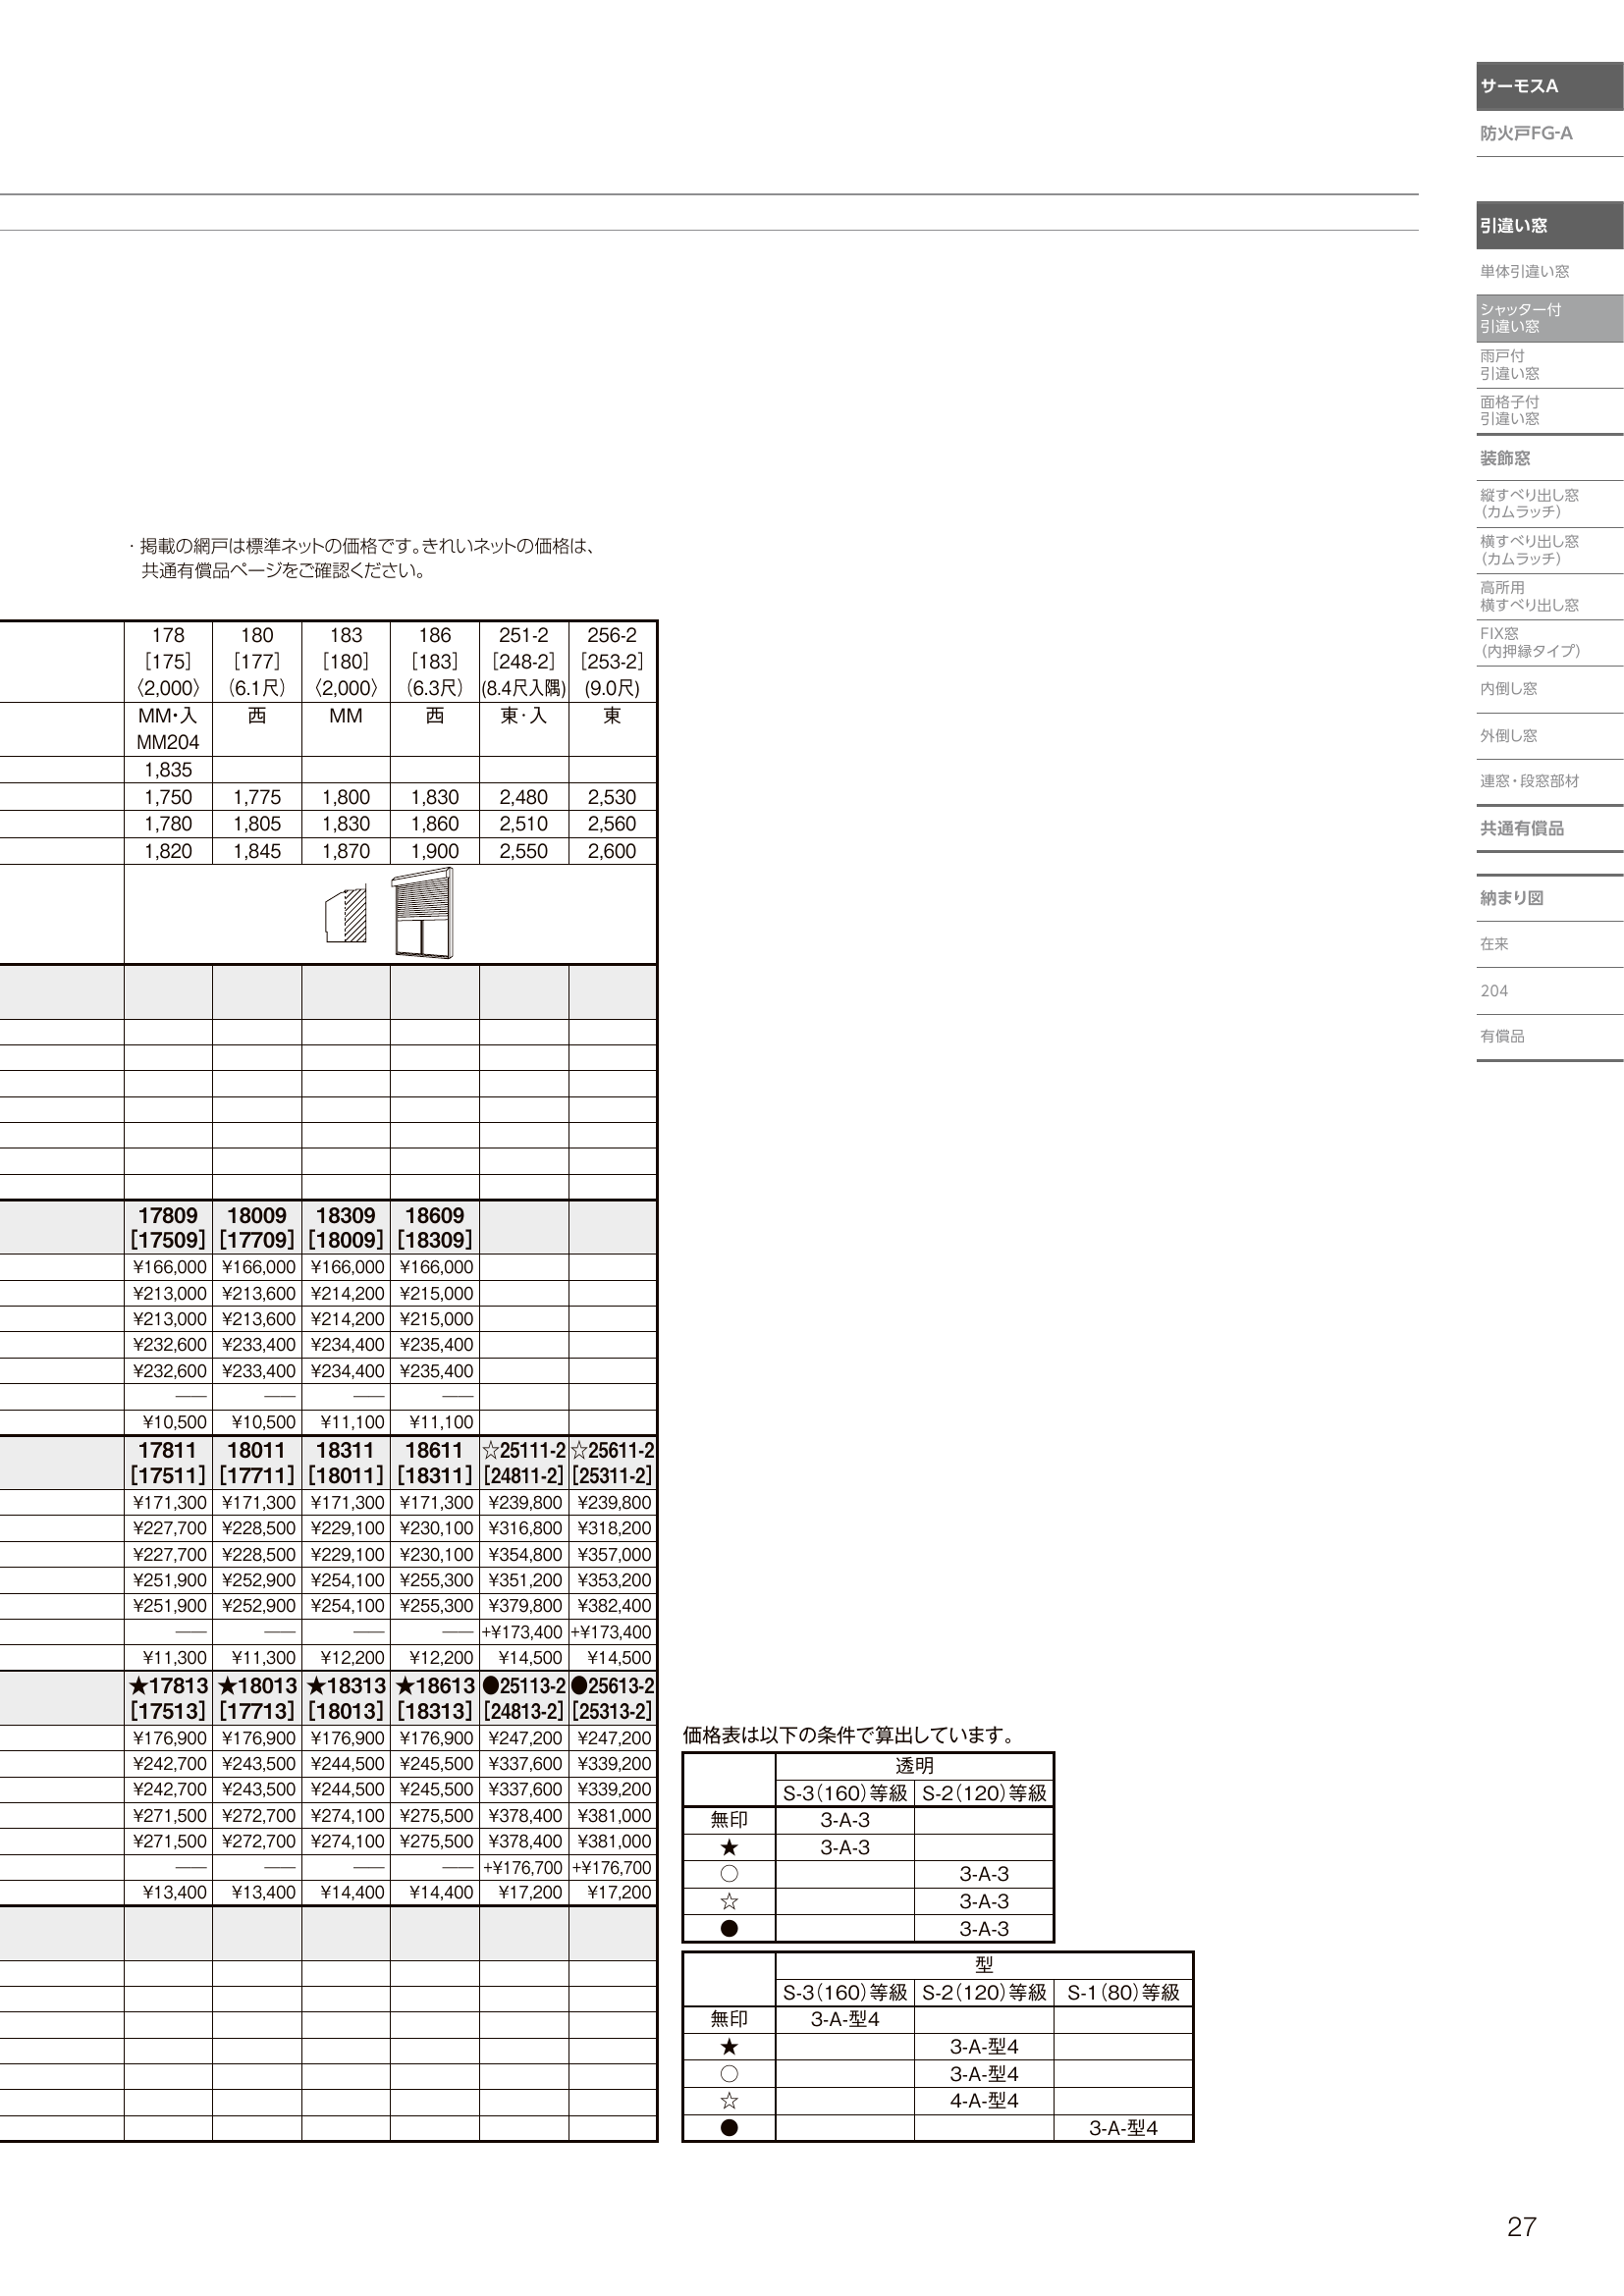 サーモスA
防火戸FG-A
引違い窓
単体引違い窓
シャッター付
引違い窓
雨戸付
引違い窓
面格子付
引違い窓
装飾窓
縦すべり出し窓
(カムラッチ)
横すべり出し窓
(カムラッチ)
高所用
横すべり出し窓
FIX窓
(内押縁タイプ)
内倒し窓
外倒し窓
連窓・段窓部材
共通有償品
納まり図
在来
204
有償品
・掲載の網戸は標準ネットの価格です。きれいネットの価格は、
共通有償品ページをご確認ください。
178 180 183 186 251-2 256-2
[175] [177] [180] [183] [248-2] [253-2]
〈2,000〉 (6.1尺) 〈2,000〉 (6.3尺) (8.4尺入隅) (9.0尺)
MM・入 西 MM 西 東・入 東
MM204
1,835
1,750 1,775 1,800 1,830 2,480 2,530
1,780 1,805 1,830 1,860 2,510 2,560
1,820 1,845 1,870 1,900 2,550 2,600
17809 18009 18309 18609
[17509] [17709] [18009] [18309]
¥166,000 ¥166,000 ¥166,000 ¥166,000
¥213,000 ¥213,600 ¥214,200 ¥215,000
¥213,000 ¥213,600 ¥214,200 ¥215,000
¥232,600 ¥233,400 ¥234,400 ¥235,400
¥232,600 ¥233,400 ¥234,400 ¥235,400
—— —— —— ——
¥10,500 ¥10,500 ¥11,100 ¥11,100
17811 18011 18311 18611 ☆25111-2 ☆25611-2
[17511] [17711] [18011] [18311] [24811-2] [25311-2]
¥171,300 ¥171,300 ¥171,300 ¥171,300 ¥239,800 ¥239,800
¥227,700 ¥228,500 ¥229,100 ¥230,100 ¥316,800 ¥318,200
¥227,700 ¥228,500 ¥229,100 ¥230,100 ¥354,800 ¥357,000
¥251,900 ¥252,900 ¥254,100 ¥255,300 ¥351,200 ¥353,200
¥251,900 ¥252,900 ¥254,100 ¥255,300 ¥379,800 ¥382,400
—— —— —— —— +¥173,400 +¥173,400
¥11,300 ¥11,300 ¥12,200 ¥12,200 ¥14,500 ¥14,500
★17813 ★18013 ★18313 ★18613 ●25113-2 ●25613-2
[17513] [17713] [18013] [18313] [24813-2] [25313-2]
¥176,900 ¥176,900 ¥176,900 ¥176,900 ¥247,200 ¥247,200
¥242,700 ¥243,500 ¥244,500 ¥245,500 ¥337,600 ¥339,200
¥242,700 ¥243,500 ¥244,500 ¥245,500 ¥337,600 ¥339,200
¥271,500 ¥272,700 ¥274,100 ¥275,500 ¥378,400 ¥381,000
¥271,500 ¥272,700 ¥274,100 ¥275,500 ¥378,400 ¥381,000
—— —— —— —— +¥176,700 +¥176,700
¥13,400 ¥13,400 ¥14,400 ¥14,400 ¥17,200 ¥17,200
価格表は以下の条件で算出しています。
透明
S-3(160)等級 S-2(120)等級
無印 3-A-3
★ 3-A-3
○ 3-A-3
☆ 3-A-3
● 3-A-3
型
S-3(160)等級 S-2(120)等級 S-1(80)等級
無印 3-A-型4
★ 3-A-型4
○ 3-A-型4
☆ 4-A-型4
● 3-A-型4
27